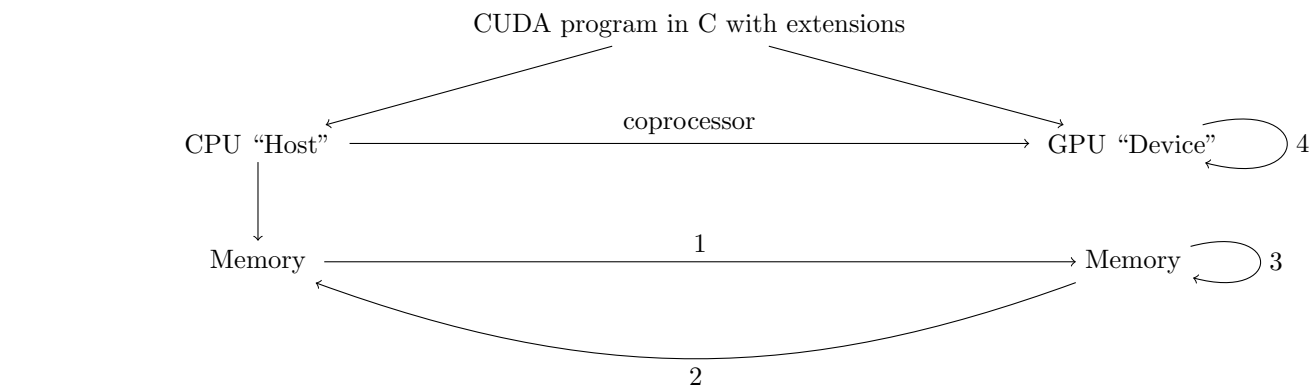 CUDA program in C with extensions
coprocessor
CPU “Host”
GPU “Device”
4
1
Memory
Memory
3
2